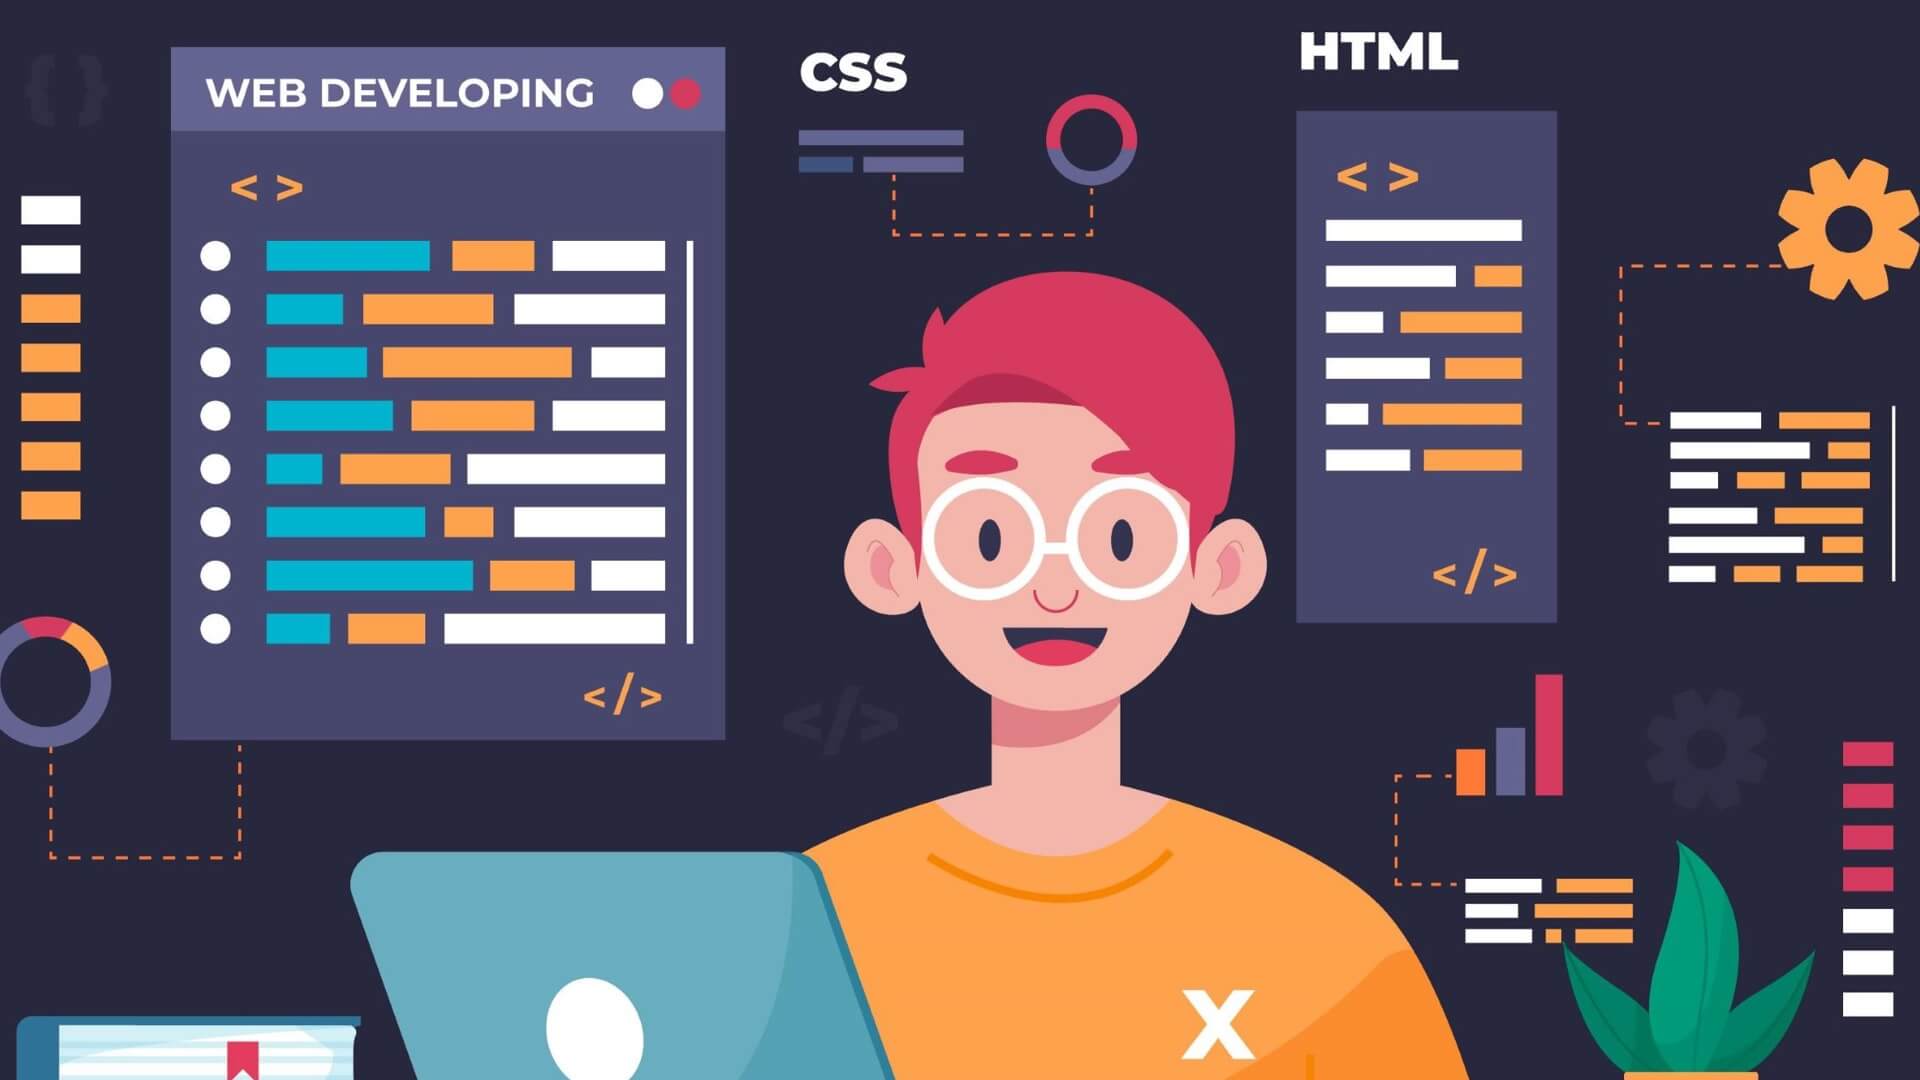 WEB DEVELOPING
< >
</>
CSS
HTML
< >
</>
{ }
</>
X